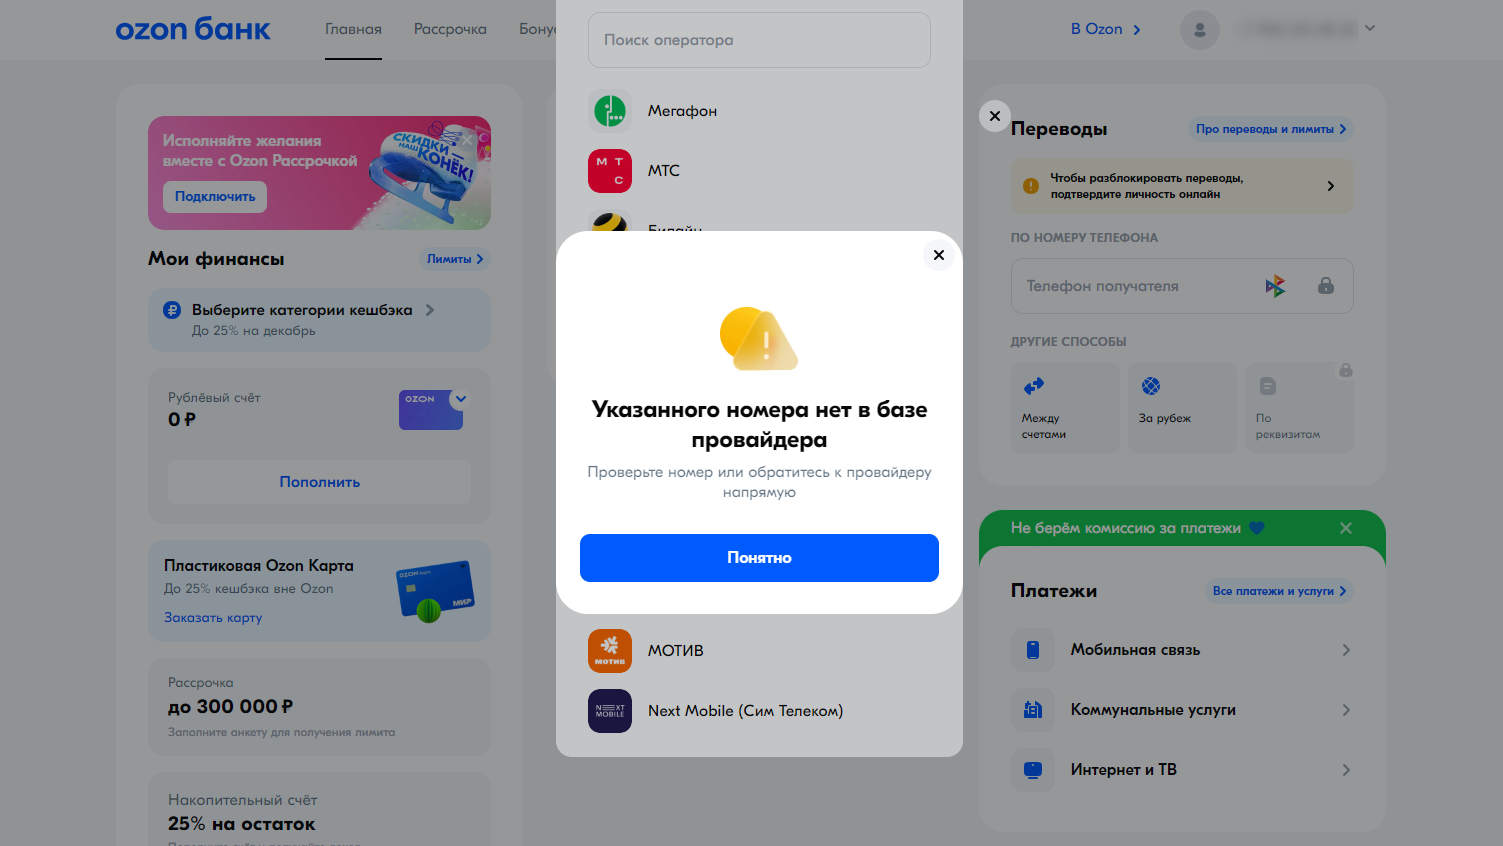 ozon банк
Главная
Рассрочка
В Ozon
Исполняйте желания
вместе с Ozon Рассрочкой
Подключить
СКИДКИ
НАШ
КОНЁК!
Мои финансы
Лимиты
Выберите категории кешбэка
До 25% на декабрь
Рублёвый счёт
0 ₽
OZON
Пополнить
Пластиковая Ozon Карта
До 25% кешбэка вне Ozon
Заказать карту
OZON
МИР
Рассрочка
до 300 000 ₽
Заполните анкету для получения лимита
Накопительный счёт
25% на остаток
Поиск оператора
Мегафон
М Т
С
МТС
Билайн
Указанного номера нет в базе
провайдера
Проверьте номер или обратитесь к провайдеру
напрямую
Понятно
МОТИВ
МОТИВ
NEXT
MOBILE
Next Mobile (Сим Телеком)
Переводы
Про переводы и лимиты
Чтобы разблокировать переводы,
подтвердите личность онлайн
ПО НОМЕРУ ТЕЛЕФОНА
Телефон получателя
ДРУГИЕ СПОСОБЫ
Между
счетами
За рубеж
По
реквизитам
Не берём комиссию за платежи
Платежи
Все платежи и услуги
Мобильная связь
Коммунальные услуги
Интернет и ТВ